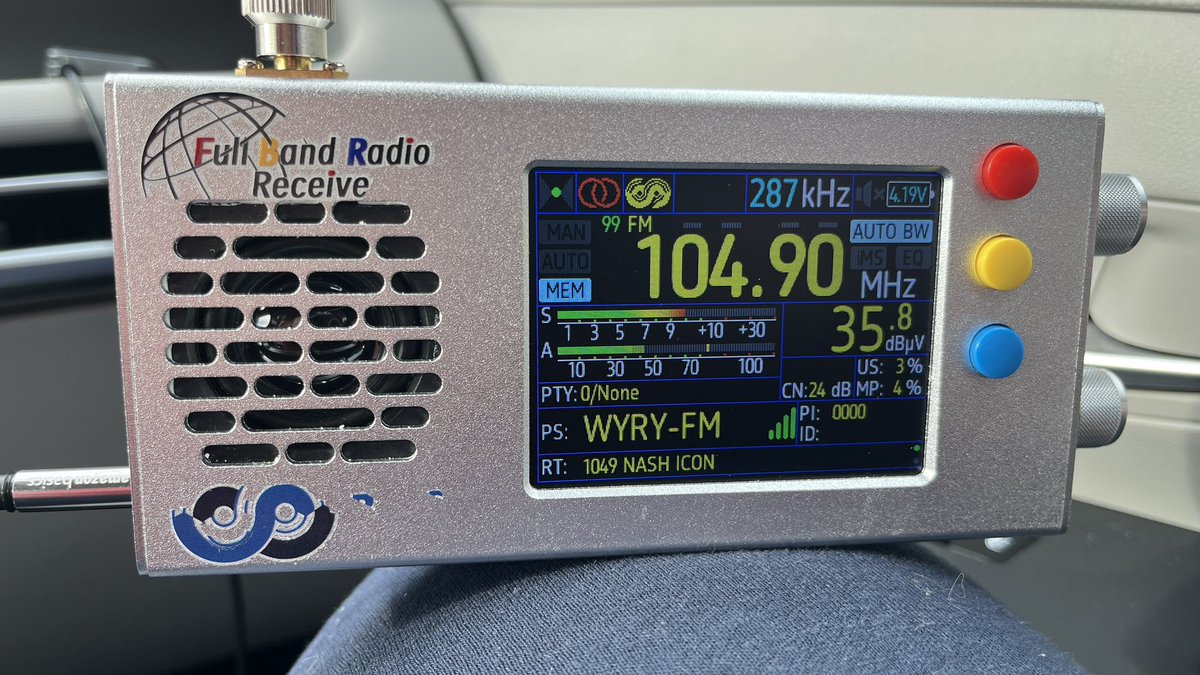 Full Band Radio
Receive
287 kHz 4.19V
99 FM
MAN
AUTO
MEM
104.90 MHz
AUTO BW
iMS EQ
S
1 3 5 7 9 +10 +30
A
10 30 50 70 100
35.8 dBµV
US: 3 %
CN:24 dB MP: 4 %
PTY: 0/None
PS: WYRY-FM
PI: 0000
ID:
RT: 1049 NASH ICON
amazonbasics